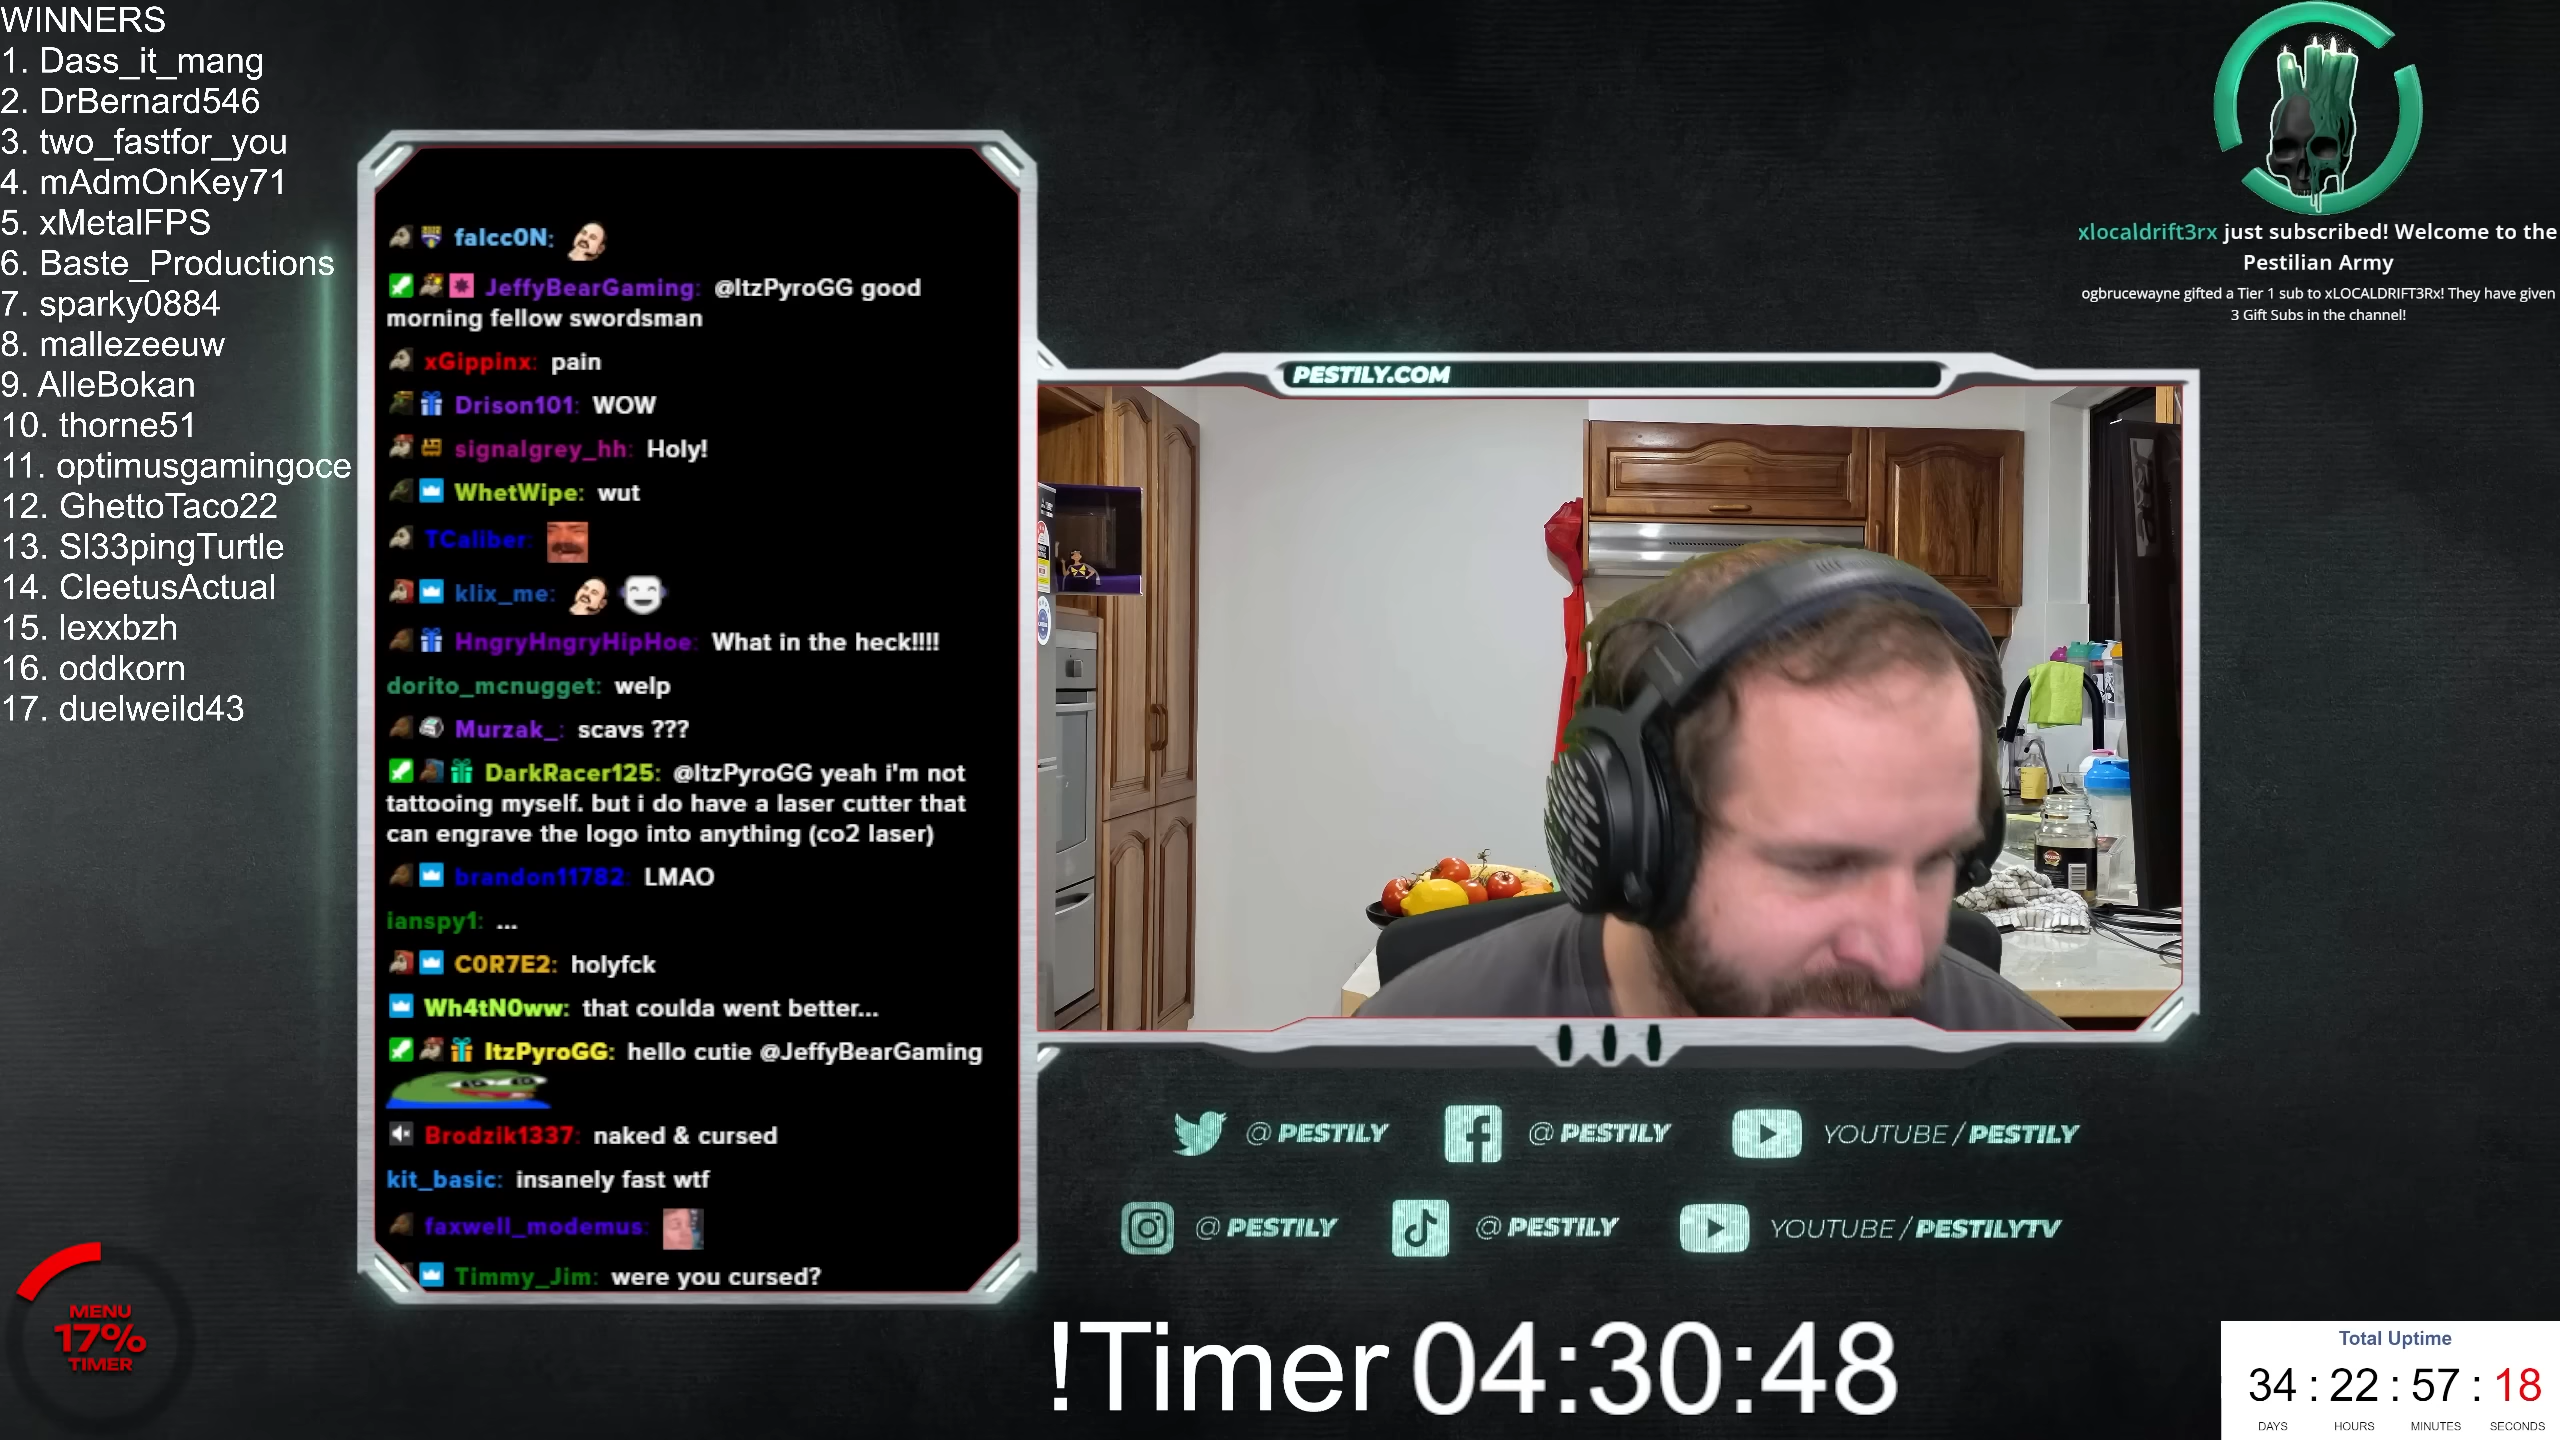 WINNERS
1. Dass_it_mang
2. DrBernard546
3. two_fastfor_you
4. mAdmOnKey71
5. xMetalFPS
6. Baste_Productions
7. sparky0884
8. mallezeeuw
9. AlleBokan
10. thorne51
11. optimusgamingoce
12. GhettoTaco22
13. Sl33pingTurtle
14. CleetusActual
15. lexxbzh
16. oddkorn
17. duelweild43
falcc0N:
JeffyBearGaming: @ItzPyroGG good
morning fellow swordsman
xGippinx: pain
Drison101: WOW
signalgrey_hh: Holy!
WhetWipe: wut
TCaliber:
klix_me:
HngryHngryHipHoe: What in the heck!!!!
dorito_mcnugget: welp
Murzak_: scavs ???
DarkRacer125: @ItzPyroGG yeah i'm not
tattooing myself. but i do have a laser cutter that
can engrave the logo into anything (co2 laser)
brandon11782: LMAO
ianspy1: ...
C0R7E2: holyfck
Wh4tN0ww: that coulda went better...
ItzPyroGG: hello cutie @JeffyBearGaming
Brodzik1337: naked & cursed
kit_basic: insanely fast wtf
faxwell_modemus:
Timmy_Jim: were you cursed?
xlocaldrift3rx just subscribed! Welcome to the
Pestilian Army
ogbrucewayne gifted a Tier 1 sub to xLOCALDRIFT3Rx! They have given
3 Gift Subs in the channel!
PESTILY.COM
@PESTILY @PESTILY YOUTUBE/PESTILY
@PESTILY @PESTILY YOUTUBE/PESTILYTV
MENU
17%
TIMER
!Timer 04:30:48
Total Uptime
34 : 22 : 57 : 18
DAYS HOURS MINUTES SECONDS